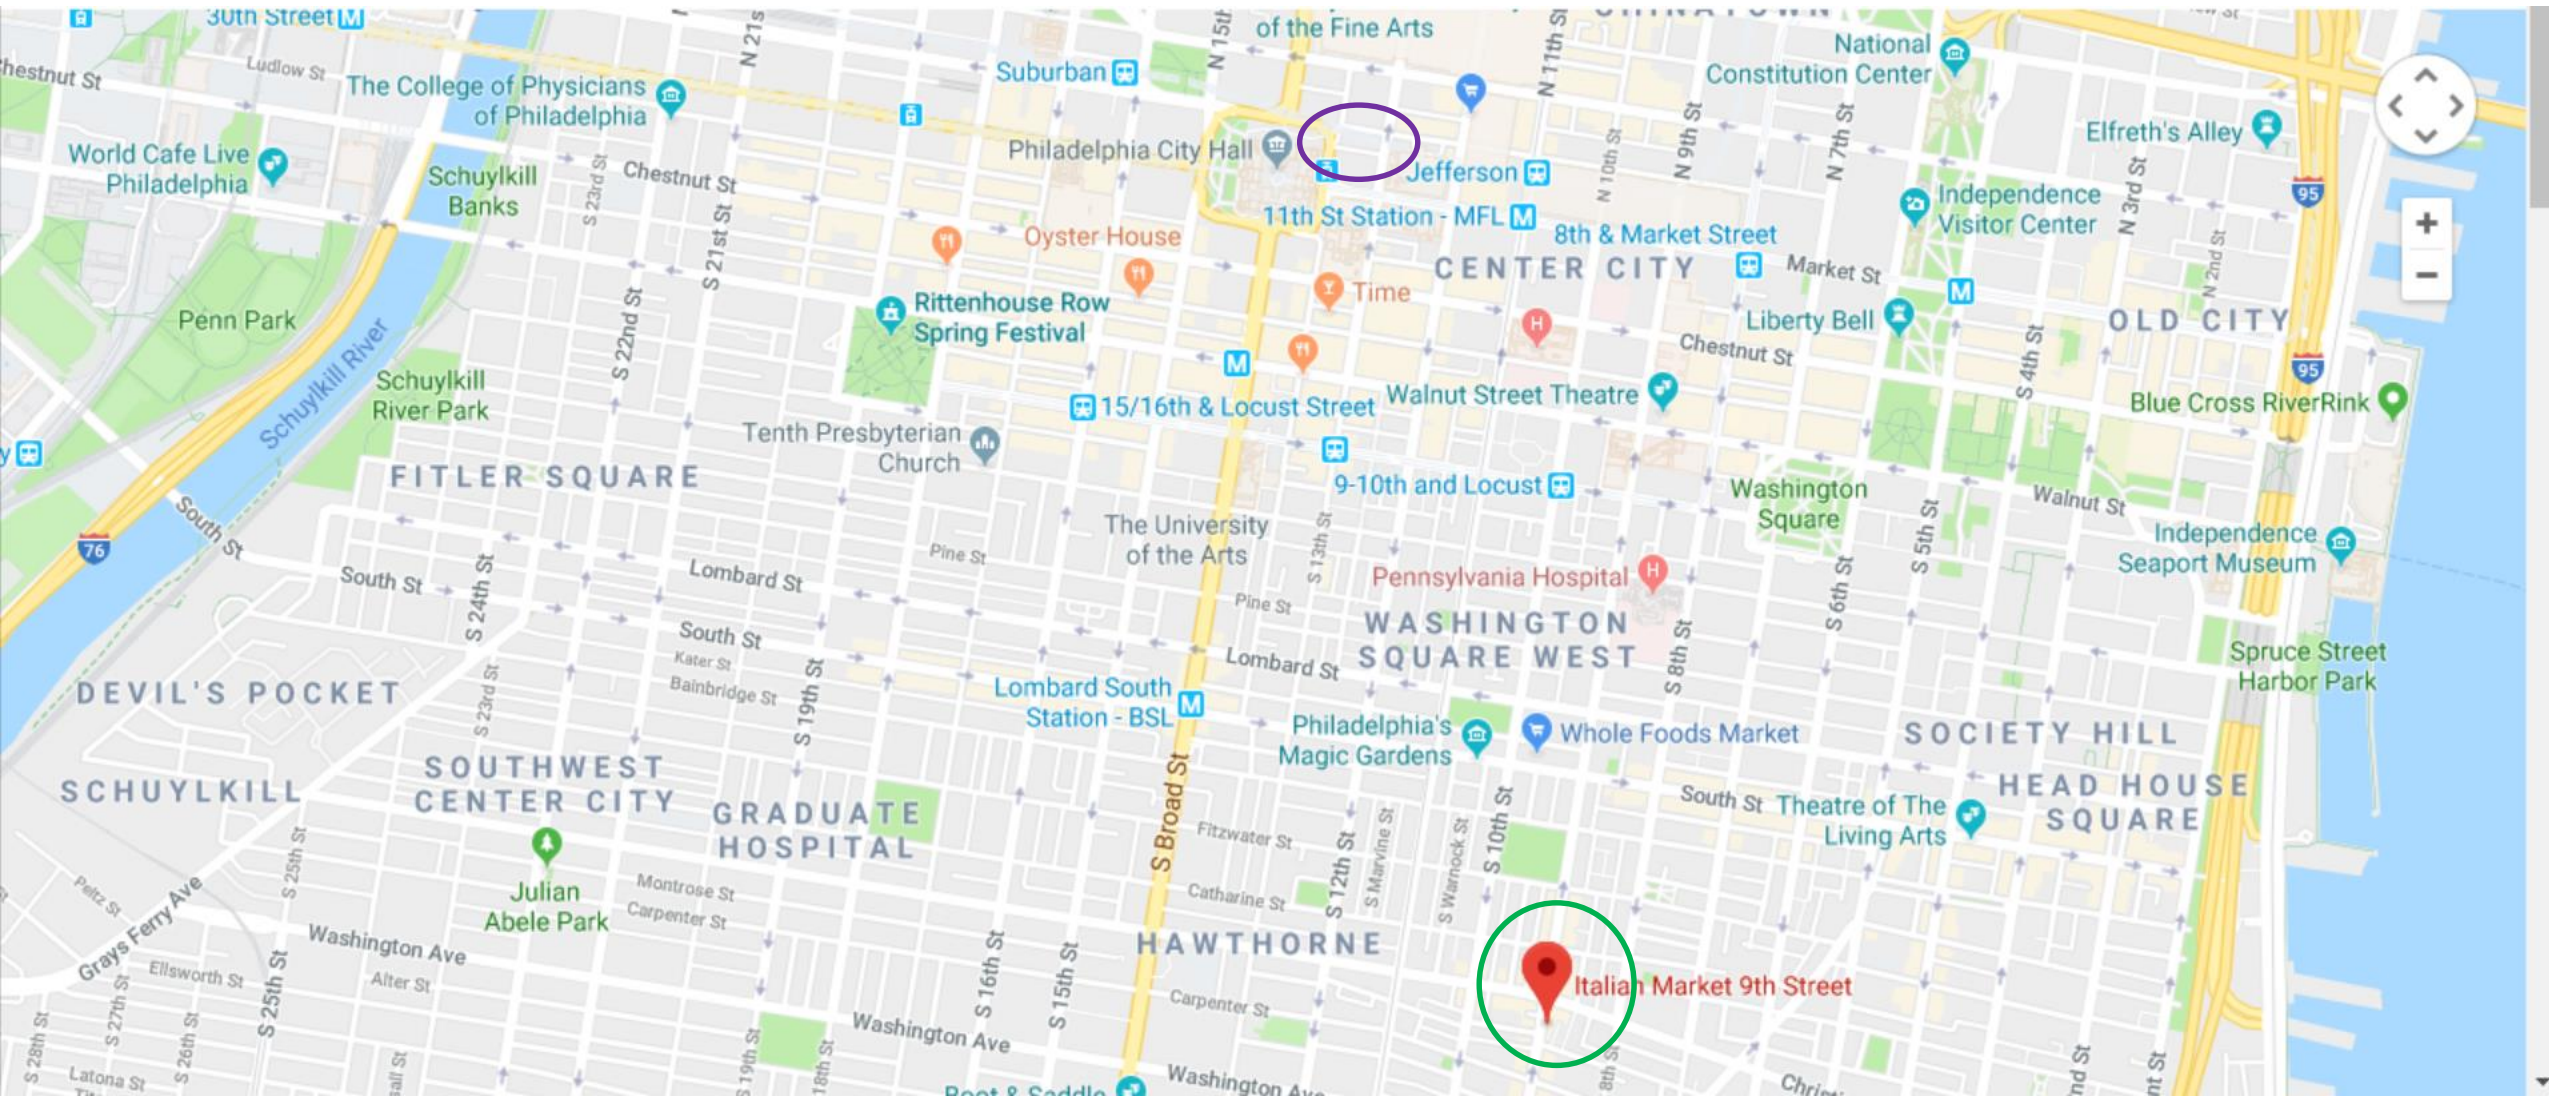 30th Street M
hestnut St
Ludlow St
The College of Physicians
of Philadelphia
World Cafe Live
Philadelphia
Schuylkill
Banks
N 15th
N 11th St
of the Fine Arts
Suburban
Philadelphia City Hall
Jefferson
11th St Station - MFL M
8th & Market Street
CENTER CITY
Market St
N 10th St
N 9th St
N 7th St
N 3rd St
N 2nd St
National
Constitution Center
Elfreth's Alley
Independence
Visitor Center
M
95
S 23rd St
Chestnut St
S 21st St
S 22nd St
Oyster House
Time
Rittenhouse Row
Spring Festival
M
H
Liberty Bell
OLD CITY
95
Chestnut St
S 4th St
Penn Park
Schuylkill River
Schuylkill
River Park
15/16th & Locust Street
Walnut Street Theatre
Blue Cross RiverRink
Tenth Presbyterian
Church
FITLER SQUARE
9-10th and Locust
Washington
Square
Walnut St
South St
76
The University
of the Arts
S 13th St
Pine St
S 5th St
Independence
Seaport Museum
South St
S 24th St
Lombard St
Pennsylvania Hospital H
S 6th St
Pine St
WASHINGTON
SQUARE WEST
S 8th St
South St
Kater St
Bainbridge St
Lombard St
Spruce Street
Harbor Park
DEVIL'S POCKET
S 23rd St
S 19th St
Lombard South
Station - BSL M
Philadelphia's
Magic Gardens
Whole Foods Market
SOCIETY HILL
SCHUYLKILL
SOUTHWEST
CENTER CITY
GRADUATE
HOSPITAL
S Broad St
South St
Theatre of The
Living Arts
HEAD HOUSE
SQUARE
S 25th St
Fitzwater St
S 12th St
S Marvine St
S Warnock St
S 10th St
Julian
Abele Park
Peltz St
Grays Ferry Ave
Montrose St
Carpenter St
Catharine St
HAWTHORNE
Washington Ave
Ellsworth St
Alter St
S 25th St
S 16th St
S 15th St
Carpenter St
Italian Market 9th Street
S 28th St
S 27th St
S 26th St
Latona St
S 19th St
18th St
Washington Ave
Washington Ave
8th St
Christ
nd St
nt St
Boot & Saddle